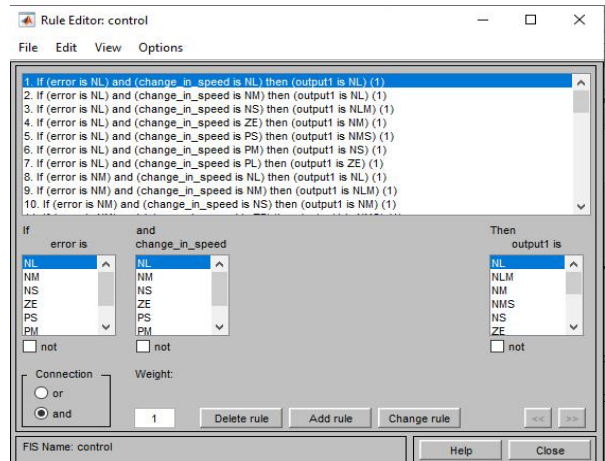 Rule Editor: control
File Edit View Options
1. If (error is NL) and (change_in_speed is NL) then (output1 is NL) (1)
2. If (error is NL) and (change_in_speed is NM) then (output1 is NL) (1)
3. If (error is NL) and (change_in_speed is NS) then (output1 is NLM) (1)
4. If (error is NL) and (change_in_speed is ZE) then (output1 is NM) (1)
5. If (error is NL) and (change_in_speed is PS) then (output1 is NMS) (1)
6. If (error is NL) and (change_in_speed is PM) then (output1 is NS) (1)
7. If (error is NL) and (change_in_speed is PL) then (output1 is ZE) (1)
8. If (error is NM) and (change_in_speed is NL) then (output1 is NL) (1)
9. If (error is NM) and (change_in_speed is NM) then (output1 is NLM) (1)
10. If (error is NM) and (change_in_speed is NS) then (output1 is NM) (1)
If and Then
error is change_in_speed output1 is
NL NL NL
NM NM NLM
NS NS NM
ZE ZE NMS
PS PS NS
PM PM ZE
not not not
Connection Weight:
or
and 1 Delete rule Add rule Change rule << >>
FIS Name: control Help Close